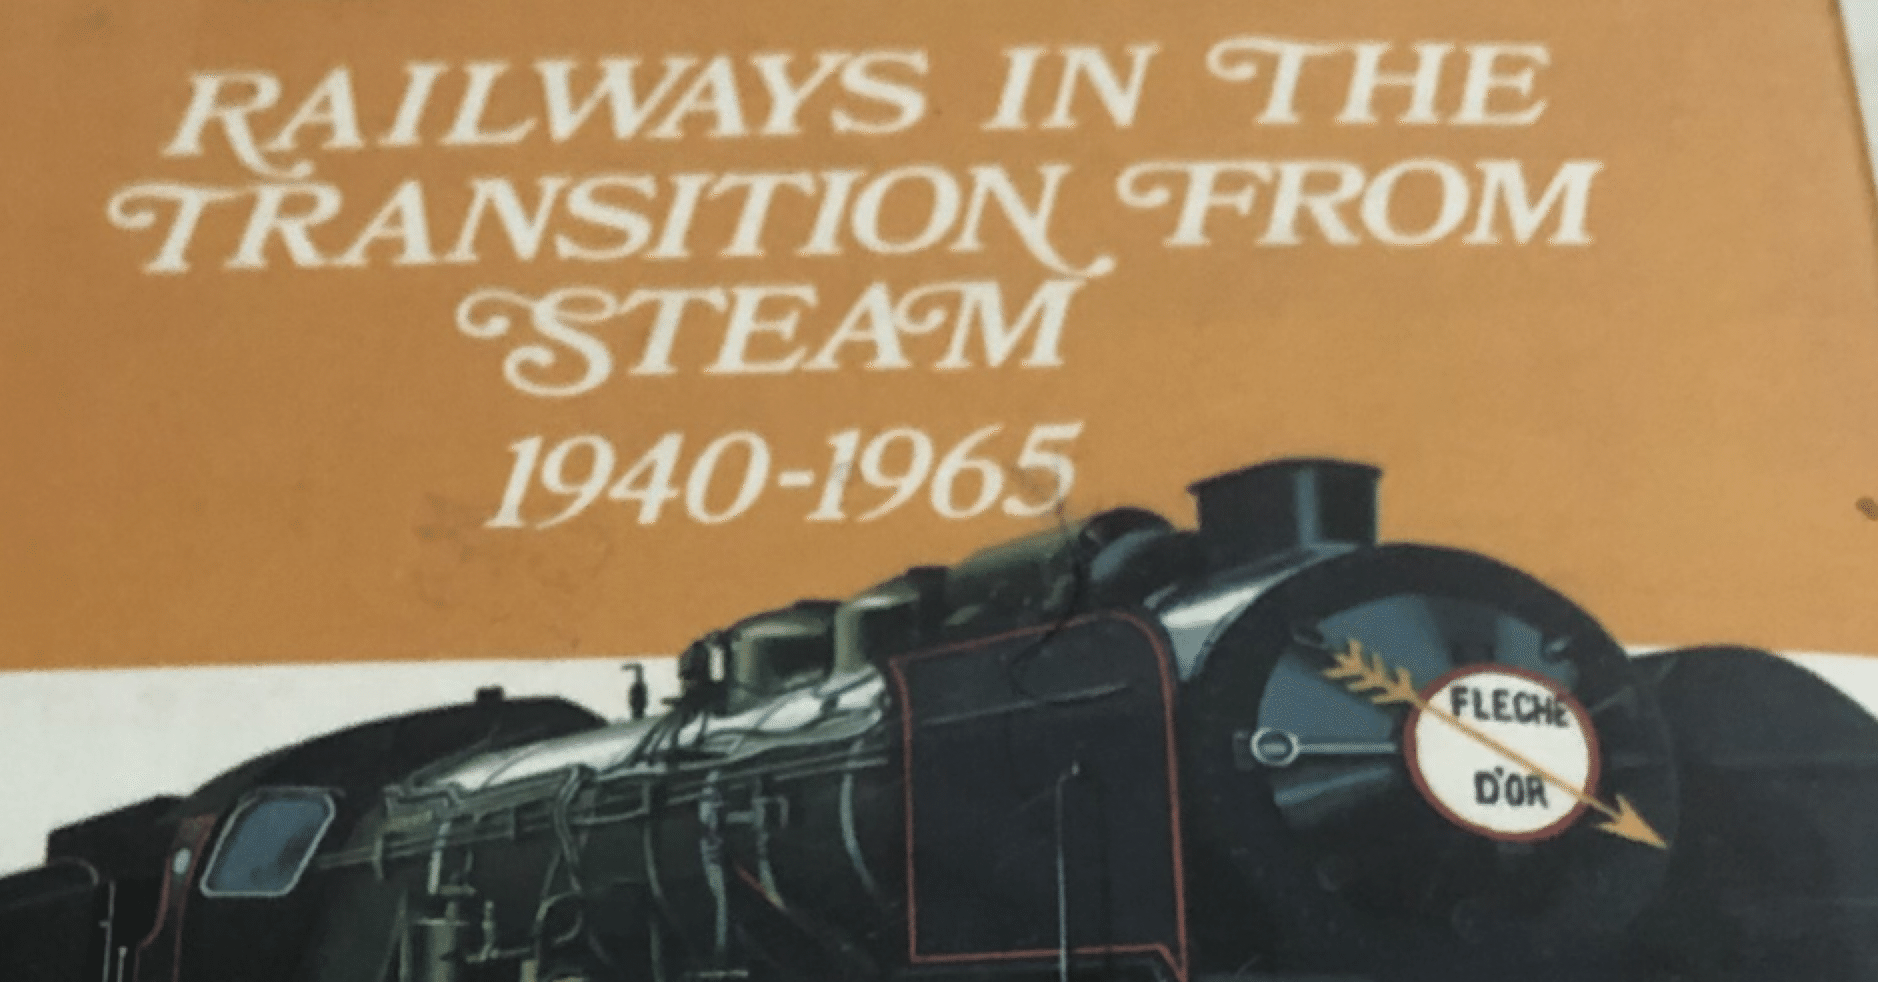 RAILWAYS IN THE
TRANSITION FROM
STEAM
1940-1965
FLECHE
D'OR